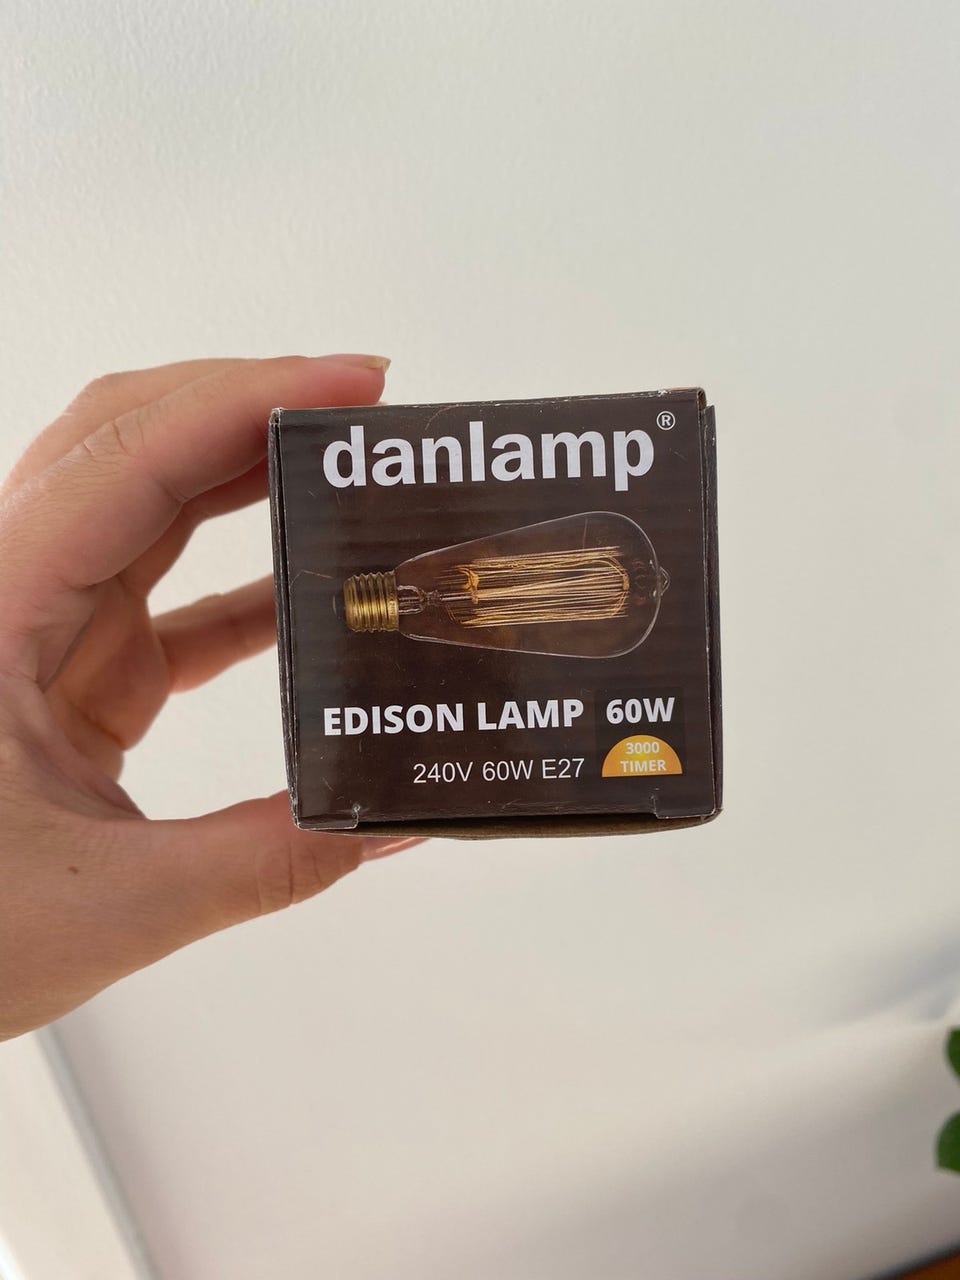 danlamp®
EDISON LAMP 60W
240V 60W E27
3000
TIMER